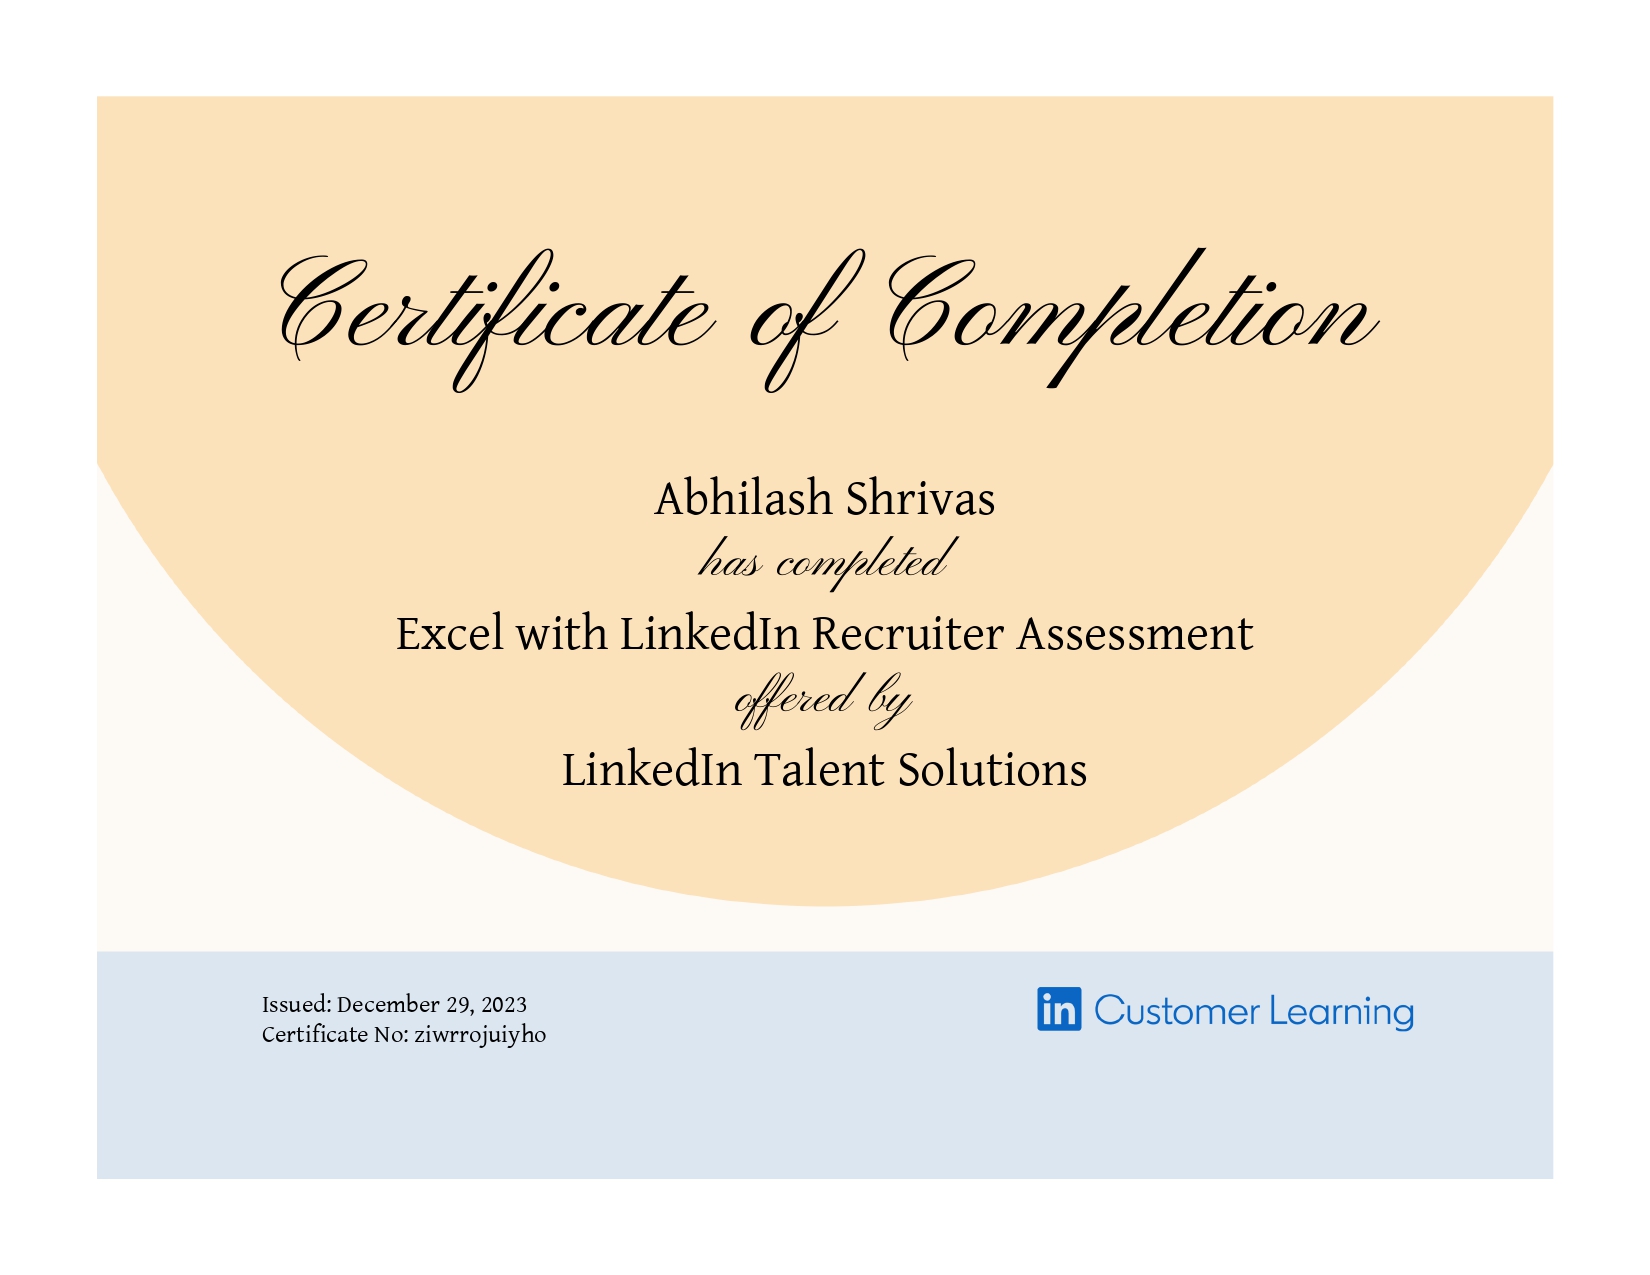 Certificate of Completion
Abhilash Shrivas
has completed
Excel with LinkedIn Recruiter Assessment
offered by
LinkedIn Talent Solutions
Issued: December 29, 2023
Certificate No: ziwrrojuiyho
in Customer Learning